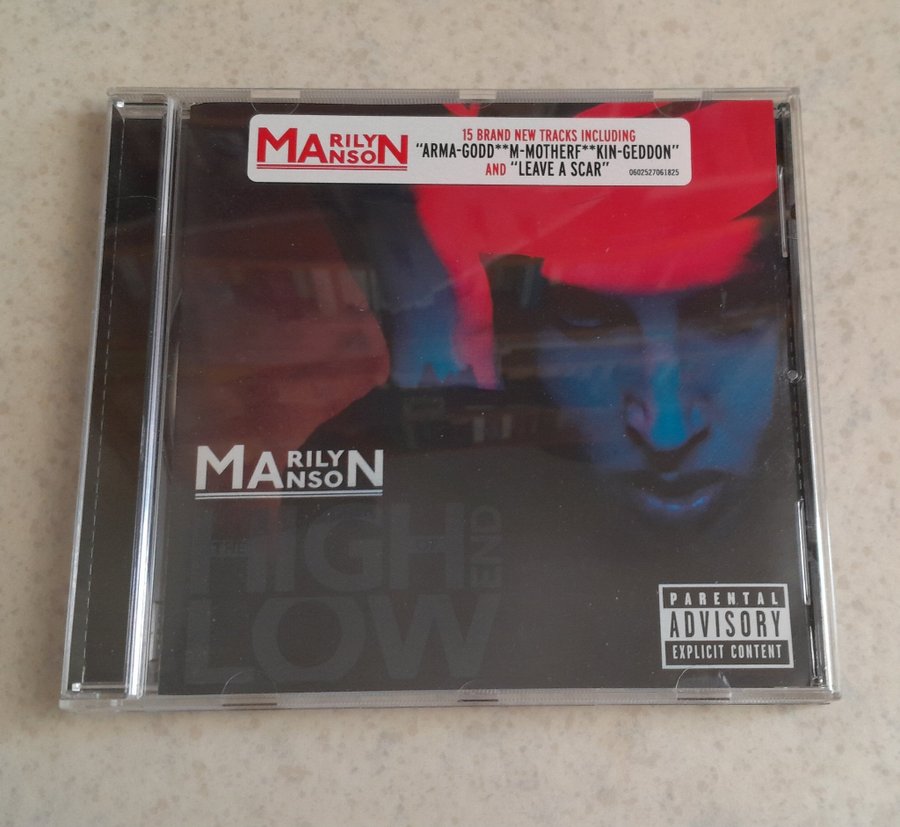 MARILYN MANSON
15 BRAND NEW TRACKS INCLUDING
"ARMA-GODD**M-MOTHERF**KIN-GEDDON"
AND "LEAVE A SCAR"
0602527061825
MARILYN MANSON
THE HIGH END OF
LOW
PARENTAL
ADVISORY
EXPLICIT CONTENT